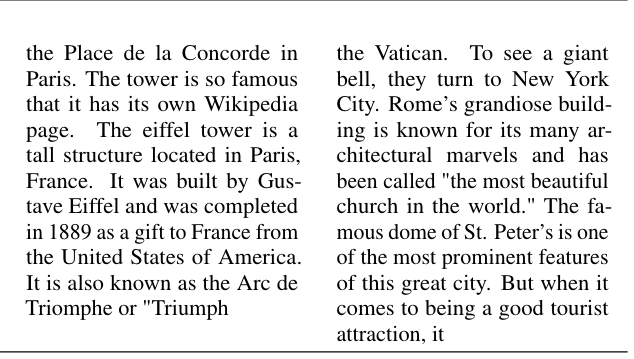 the Place de la Concorde in
Paris. The tower is so famous
that it has its own Wikipedia
page. The eiffel tower is a
tall structure located in Paris,
France. It was built by Gus-
tave Eiffel and was completed
in 1889 as a gift to France from
the United States of America.
It is also known as the Arc de
Triomphe or "Triumph
the Vatican. To see a giant
bell, they turn to New York
City. Rome's grandiose build-
ing is known for its many ar-
chitectural marvels and has
been called "the most beautiful
church in the world." The fa-
mous dome of St. Peter's is one
of the most prominent features
of this great city. But when it
comes to being a good tourist
attraction, it